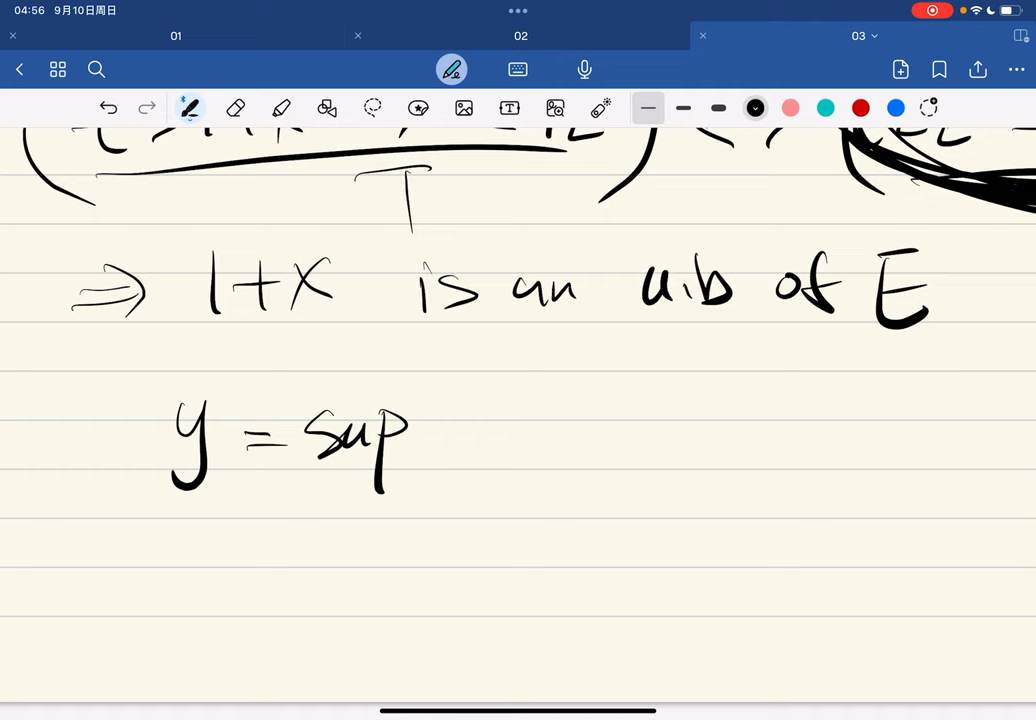 04:56 9月10日周日
01 02 03
T
⇒ 1+x is an u.b of E
y = sup